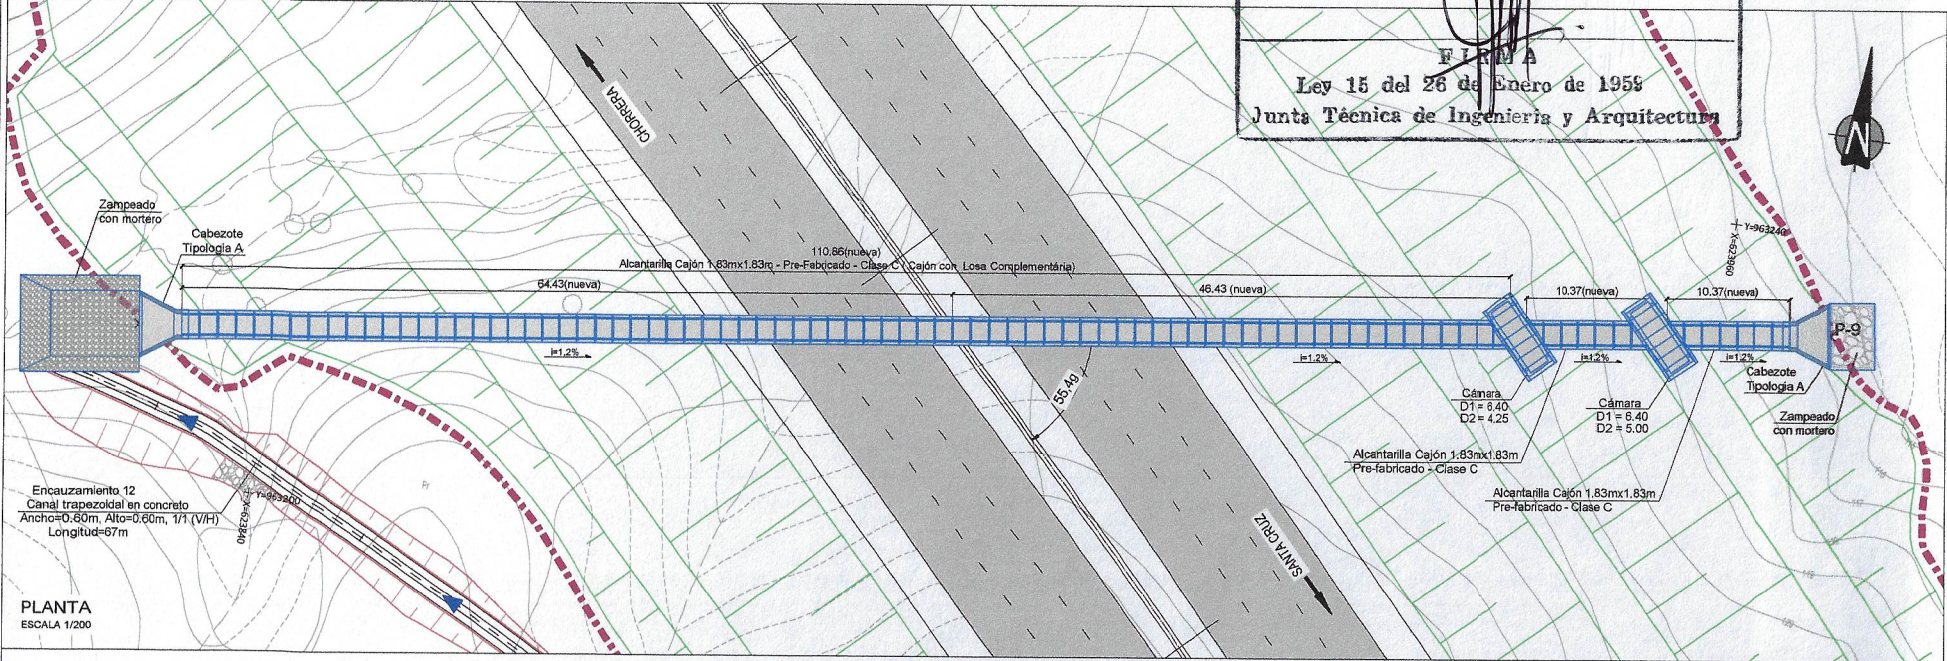 FIRMA
Ley 15 del 26 de Enero de 1959
Junta Técnica de Ingeniería y Arquitectura
N
CHORRERA
Zampeado
con mortero
Cabezote
Tipologia A
110.86(nueva)
Alcantarilla Cajón 1.83mx1.83m - Pre-Fabricado - Clase C ( Cajón con Losa Complementária)
64.43(nueva)
46.43 (nueva)
10.37(nueva)
10.37(nueva)
Y=963240
X=623960
P-9
i=1.2%
i=1.2%
i=1.2%
i=1.2%
55,4g
Cabezote
Tipologia A
Cámara
D1 = 6.40
D2 = 4.25
Cámara
D1 = 6.40
D2 = 5.00
Zampeado
con mortero
Alcantarilla Cajón 1.83mx1.83m
Pre-fabricado - Clase C
Alcantarilla Cajón 1.83mx1.83m
Pre-fabricado - Clase C
Encauzamiento 12
Canal trapezoidal en concreto
Ancho=0.60m, Alto=0.60m, 1/1 (V/H)
Longitud=67m
Y=963200
X=623840
SANTA CRUZ
PLANTA
ESCALA 1/200